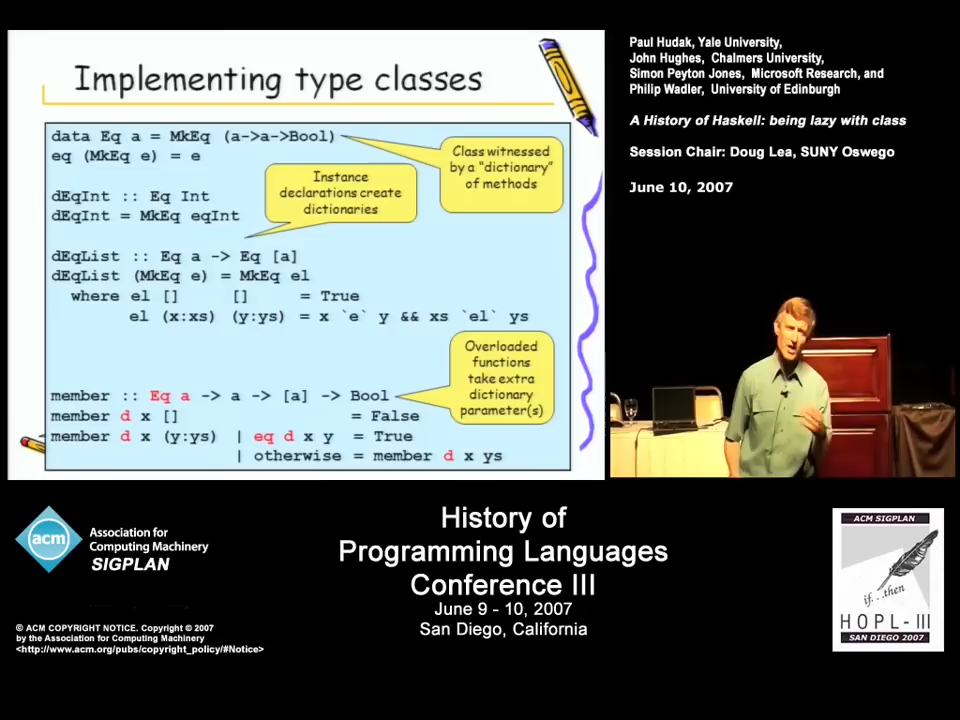 Implementing type classes
data Eq a = MkEq (a->a->Bool)
eq (MkEq e) = e
Class witnessed
by a "dictionary"
of methods
Instance
declarations create
dictionaries
dEqInt :: Eq Int
dEqInt = MkEq eqInt
dEqList :: Eq a -> Eq [a]
dEqList (MkEq e) = MkEq el
where el [] [] = True
el (x:xs) (y:ys) = x `e` y && xs `el` ys
Overloaded
functions
take extra
dictionary
parameter(s)
member :: Eq a -> a -> [a] -> Bool
member d x [] = False
member d x (y:ys) | eq d x y = True
| otherwise = member d x ys
Paul Hudak, Yale University,
John Hughes, Chalmers University,
Simon Peyton Jones, Microsoft Research, and
Philip Wadler, University of Edinburgh
A History of Haskell: being lazy with class
Session Chair: Doug Lea, SUNY Oswego
June 10, 2007
acm
Association for
Computing Machinery
SIGPLAN
© ACM COPYRIGHT NOTICE. Copyright © 2007
by the Association for Computing Machinery
<http://www.acm.org/pubs/copyright_policy/#Notice>
History of
Programming Languages
Conference III
June 9 - 10, 2007
San Diego, California
ACM SIGPLAN
if...then
HOPL-III
SAN DIEGO 2007